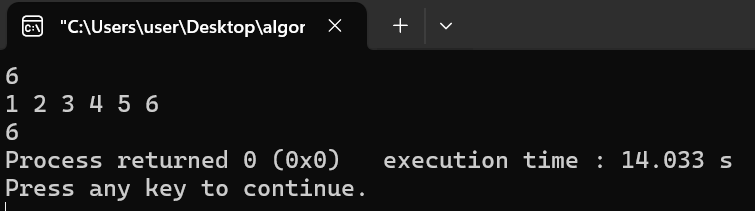 "C:\Users\user\Desktop\algor
6
1 2 3 4 5 6
6
Process returned 0 (0x0)   execution time : 14.033 s
Press any key to continue.